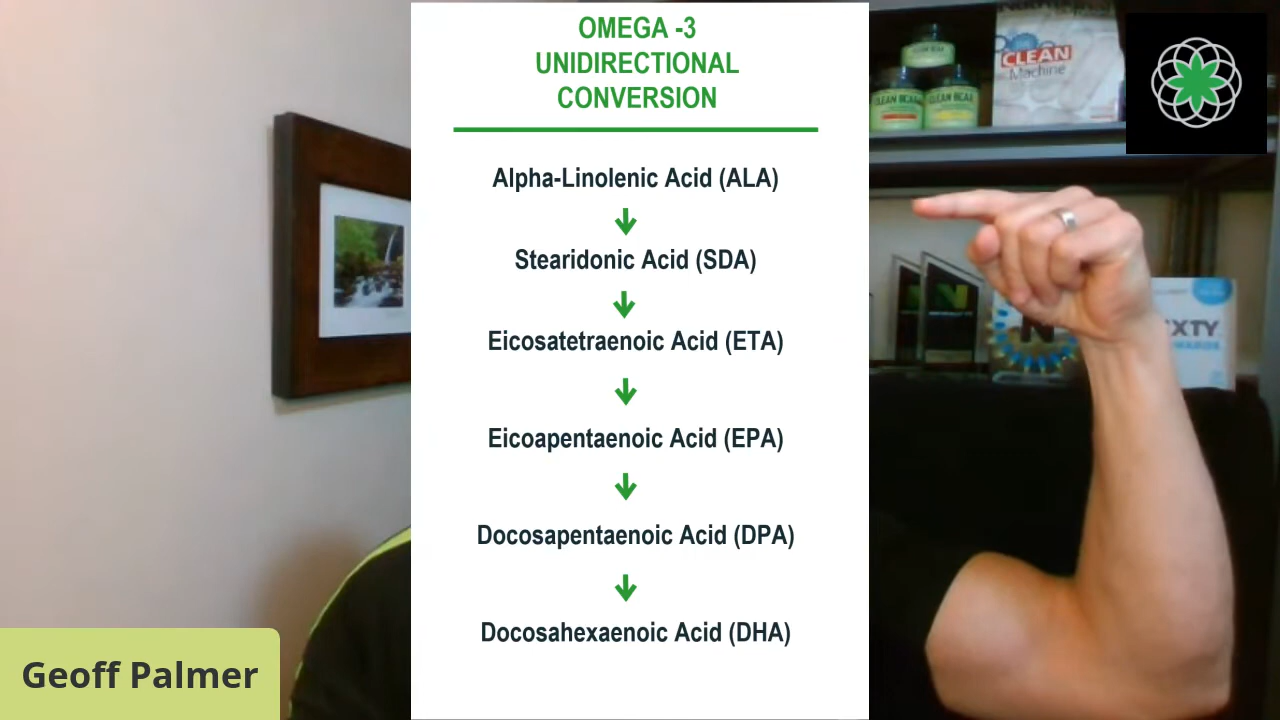 OMEGA -3
UNIDIRECTIONAL
CONVERSION
Alpha-Linolenic Acid (ALA)
Stearidonic Acid (SDA)
Eicosatetraenoic Acid (ETA)
Eicoapentaenoic Acid (EPA)
Docosapentaenoic Acid (DPA)
Docosahexaenoic Acid (DHA)
Geoff Palmer
CLEAN
Machine
CLEAN BCAA
CLEAN BCAA
N
EXTY